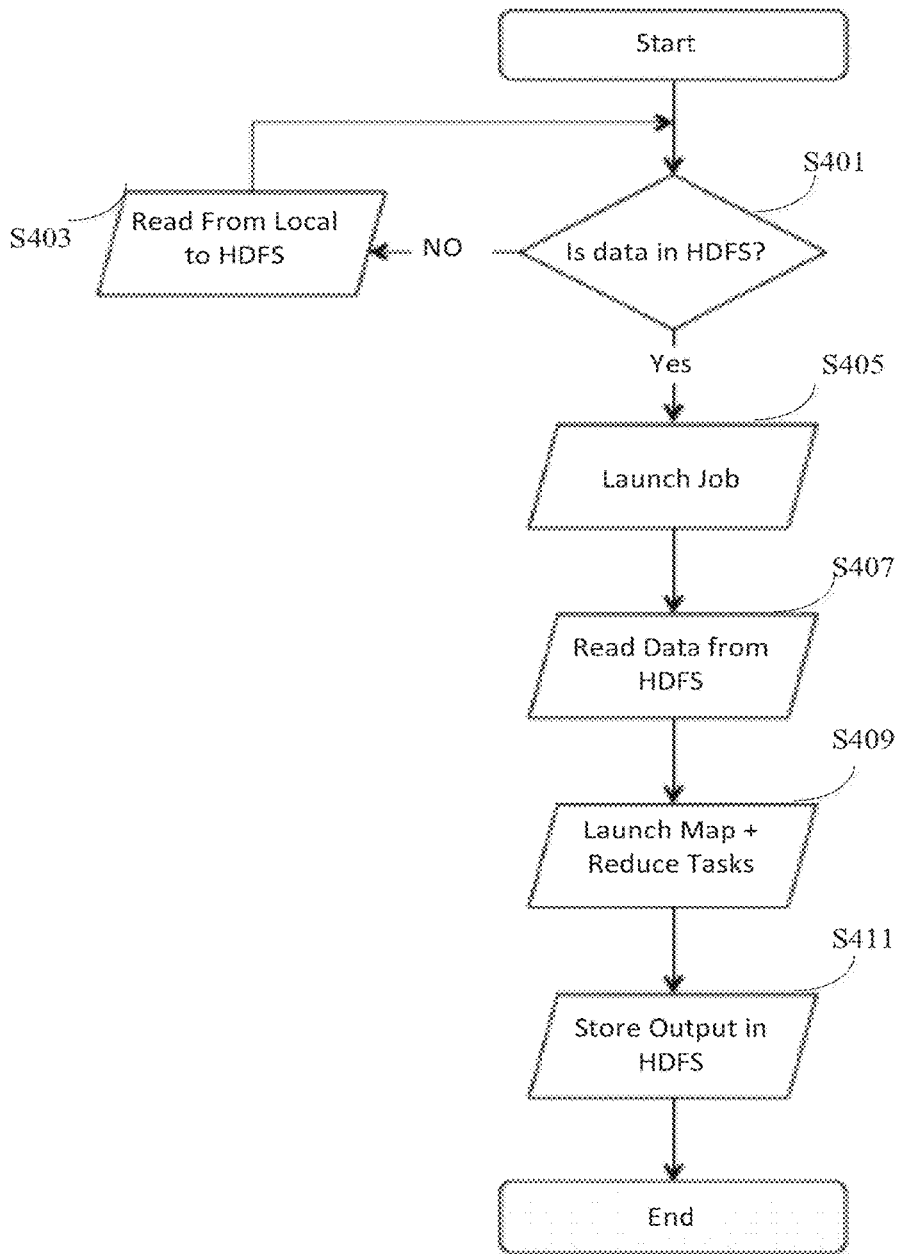 Start
S401
Read From Local
to HDFS
S403
NO
Is data in HDFS?
Yes
S405
Launch Job
S407
Read Data from
HDFS
S409
Launch Map +
Reduce Tasks
S411
Store Output in
HDFS
End